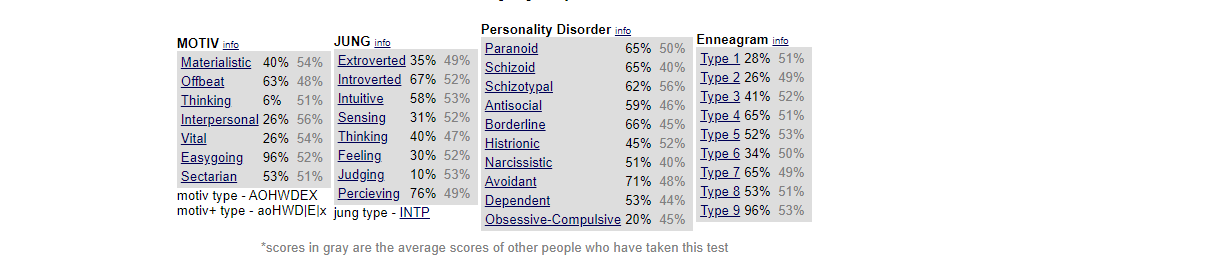 MOTIV info
Materialistic 40% 54%
Offbeat 63% 48%
Thinking 6% 51%
Interpersonal 26% 56%
Vital 26% 54%
Easygoing 96% 52%
Sectarian 53% 51%
motiv type - AOHWDEX
motiv+ type - aoHWD|E|x
JUNG info
Extroverted 35% 49%
Introverted 67% 52%
Intuitive 58% 53%
Sensing 31% 52%
Thinking 40% 47%
Feeling 30% 52%
Judging 10% 53%
Percieving 76% 49%
jung type - INTP
Personality Disorder info
Paranoid 65% 50%
Schizoid 65% 40%
Schizotypal 62% 56%
Antisocial 59% 46%
Borderline 66% 45%
Histrionic 45% 52%
Narcissistic 51% 40%
Avoidant 71% 48%
Dependent 53% 44%
Obsessive-Compulsive 20% 45%
Enneagram info
Type 1 28% 51%
Type 2 26% 49%
Type 3 41% 52%
Type 4 65% 51%
Type 5 52% 53%
Type 6 34% 50%
Type 7 65% 49%
Type 8 53% 51%
Type 9 96% 53%
*scores in gray are the average scores of other people who have taken this test